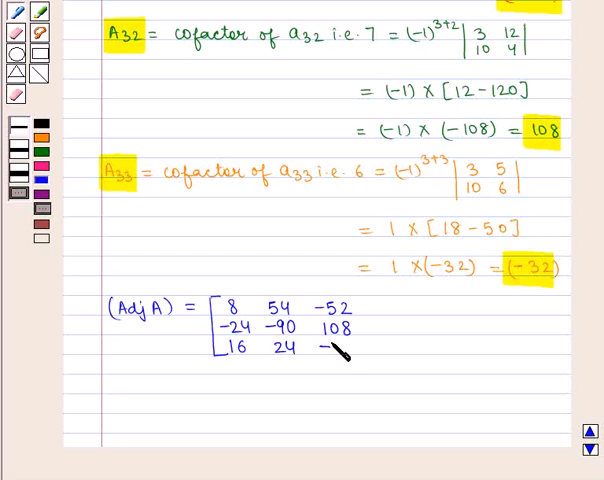 A32 = cofactor of a32 i.e. 7 = (-1)^3+2 | 3 12 |
| 10 4 |
= (-1) × [12 - 120]
= (-1) × (-108) = 108
A33 = cofactor of a33 i.e. 6 = (-1)^3+3 | 3 5 |
| 10 6 |
= 1 × [18 - 50]
= 1 × (-32) = (-32)
(Adj A) = [ 8 54 -52
-24 -90 108
16 24 -